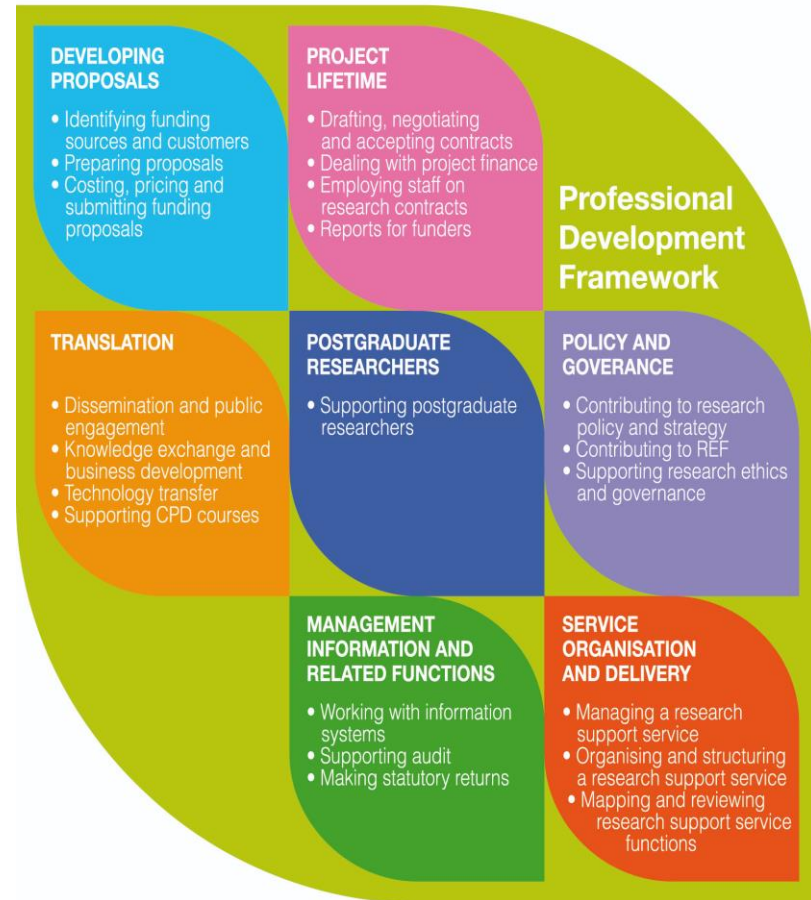 DEVELOPING
PROPOSALS
• Identifying funding
sources and customers
• Preparing proposals
• Costing, pricing and
submitting funding
proposals
PROJECT
LIFETIME
• Drafting, negotiating
and accepting contracts
• Dealing with project finance
• Employing staff on
research contracts
• Reports for funders
Professional
Development
Framework
TRANSLATION
• Dissemination and public
engagement
• Knowledge exchange and
business development
• Technology transfer
• Supporting CPD courses
POSTGRADUATE
RESEARCHERS
• Supporting postgraduate
researchers
POLICY AND
GOVERANCE
• Contributing to research
policy and strategy
• Contributing to REF
• Supporting research ethics
and governance
MANAGEMENT
INFORMATION AND
RELATED FUNCTIONS
• Working with information
systems
• Supporting audit
• Making statutory returns
SERVICE
ORGANISATION
AND DELIVERY
• Managing a research
support service
• Organising and structuring
a research support service
• Mapping and reviewing
research support service
functions